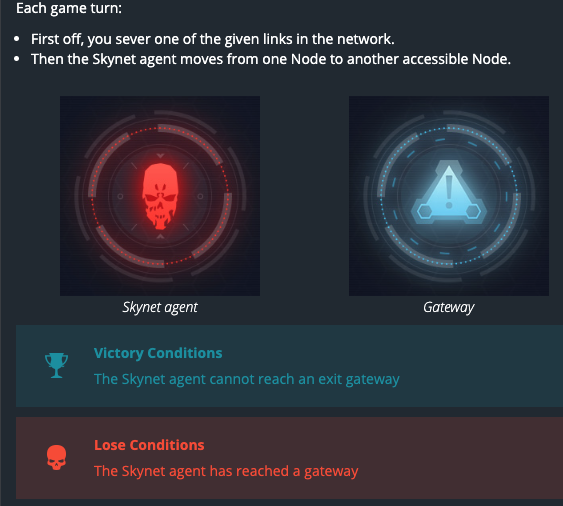 Each game turn:
• First off, you sever one of the given links in the network.
• Then the Skynet agent moves from one Node to another accessible Node.
Skynet agent
Gateway
Victory Conditions
The Skynet agent cannot reach an exit gateway
Lose Conditions
The Skynet agent has reached a gateway